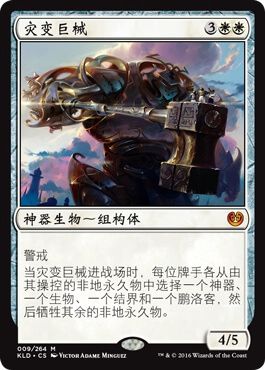 灾变巨械 3
神器生物~组构体
警戒
当灾变巨械进战场时，每位牌手各从由
其操控的非地永久物中选择一个神器、
一个生物、一个结界和一个鹏洛客，然
后牺牲其余的非地永久物。
4/5
009/264 M
KLD • CS VICTOR ADAME MINGUEZ
™ & © 2016 Wizards of the Coast